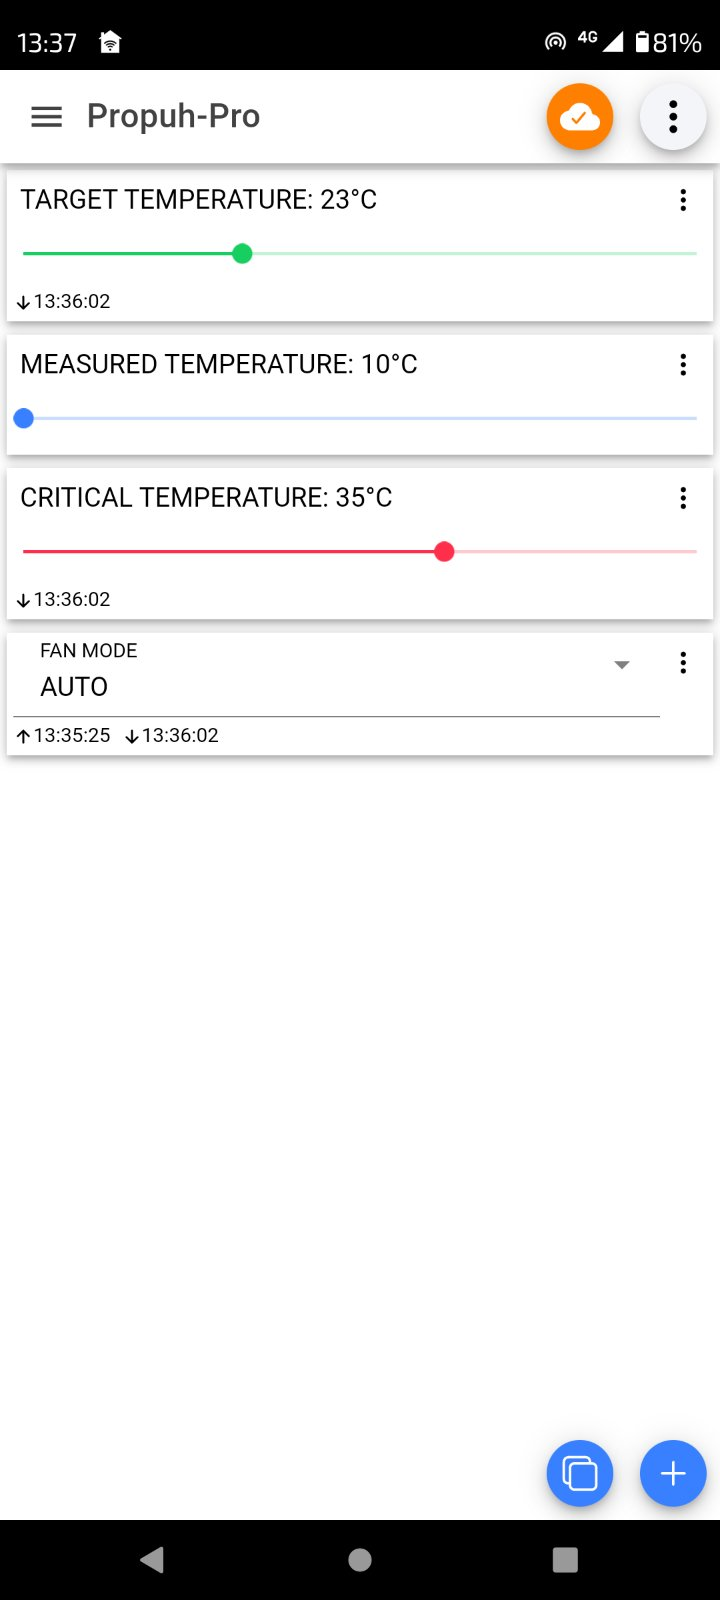 13:37 4G 81%
Propuh-Pro
TARGET TEMPERATURE: 23°C
↓13:36:02
MEASURED TEMPERATURE: 10°C
CRITICAL TEMPERATURE: 35°C
↓13:36:02
FAN MODE
AUTO
↑13:35:25 ↓13:36:02